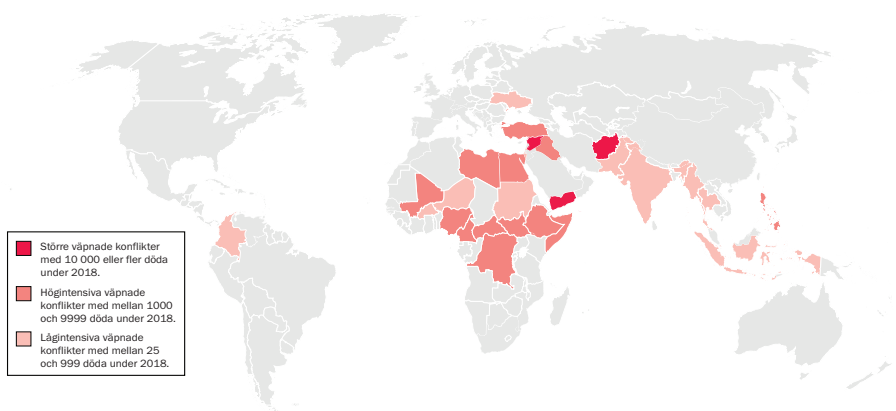 Större väpnade konflikter
med 10 000 eller fler döda
under 2018.
Högintensiva väpnade
konflikter med mellan 1000
och 9999 döda under 2018.
Lågintensiva väpnade
konflikter med mellan 25
och 999 döda under 2018.